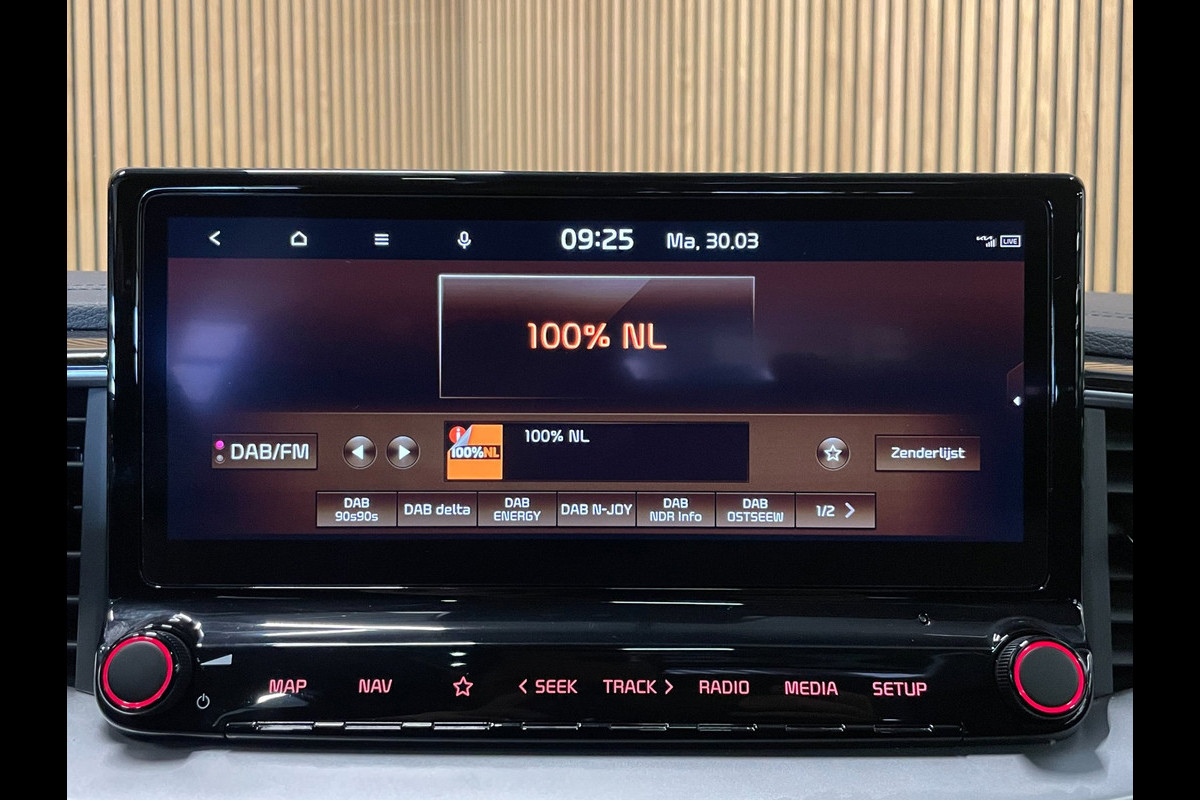 09:25 Ma, 30.03
LIVE
100% NL
DAB/FM
100%NL
100% NL
Zenderlijst
DAB
90s90s
DAB delta
DAB
ENERGY
DAB N-JOY
DAB
NDR Info
DAB
OSTSEEW
1/2
MAP
NAV
SEEK
TRACK
RADIO
MEDIA
SETUP